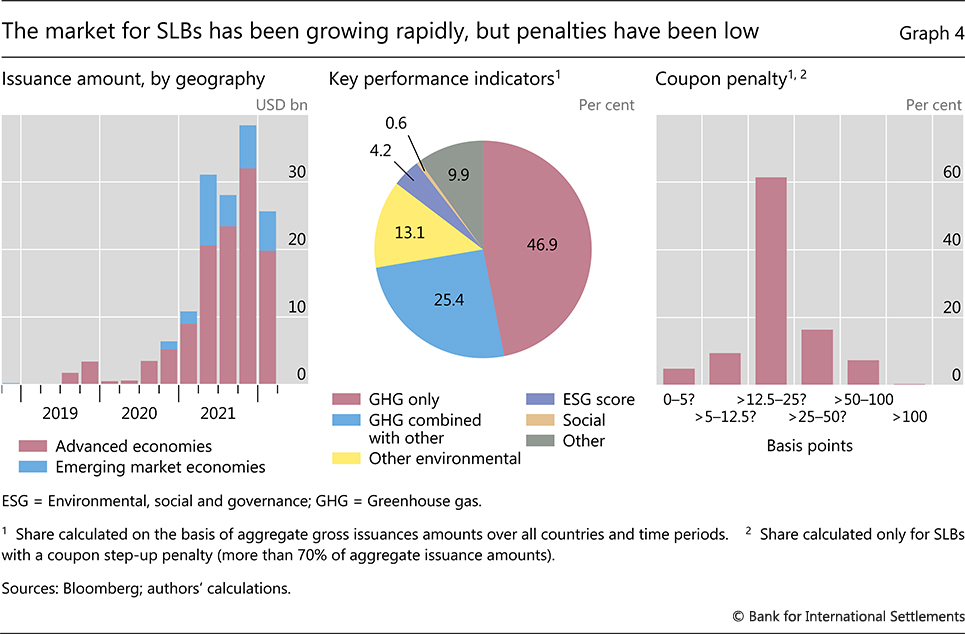 The market for SLBs has been growing rapidly, but penalties have been low
Graph 4
Issuance amount, by geography
USD bn
30
20
10
0
2019 2020 2021
Advanced economies
Emerging market economies
Key performance indicators¹
Per cent
0.6
4.2
9.9
13.1
46.9
25.4
GHG only
GHG combined
with other
Other environmental
ESG score
Social
Other
Coupon penalty¹, ²
Per cent
60
40
20
0
0–5? >12.5–25? >50–100
>5–12.5? >25–50? >100
Basis points
ESG = Environmental, social and governance; GHG = Greenhouse gas.
¹ Share calculated on the basis of aggregate gross issuances amounts over all countries and time periods. ² Share calculated only for SLBs
with a coupon step-up penalty (more than 70% of aggregate issuance amounts).
Sources: Bloomberg; authors' calculations.
© Bank for International Settlements